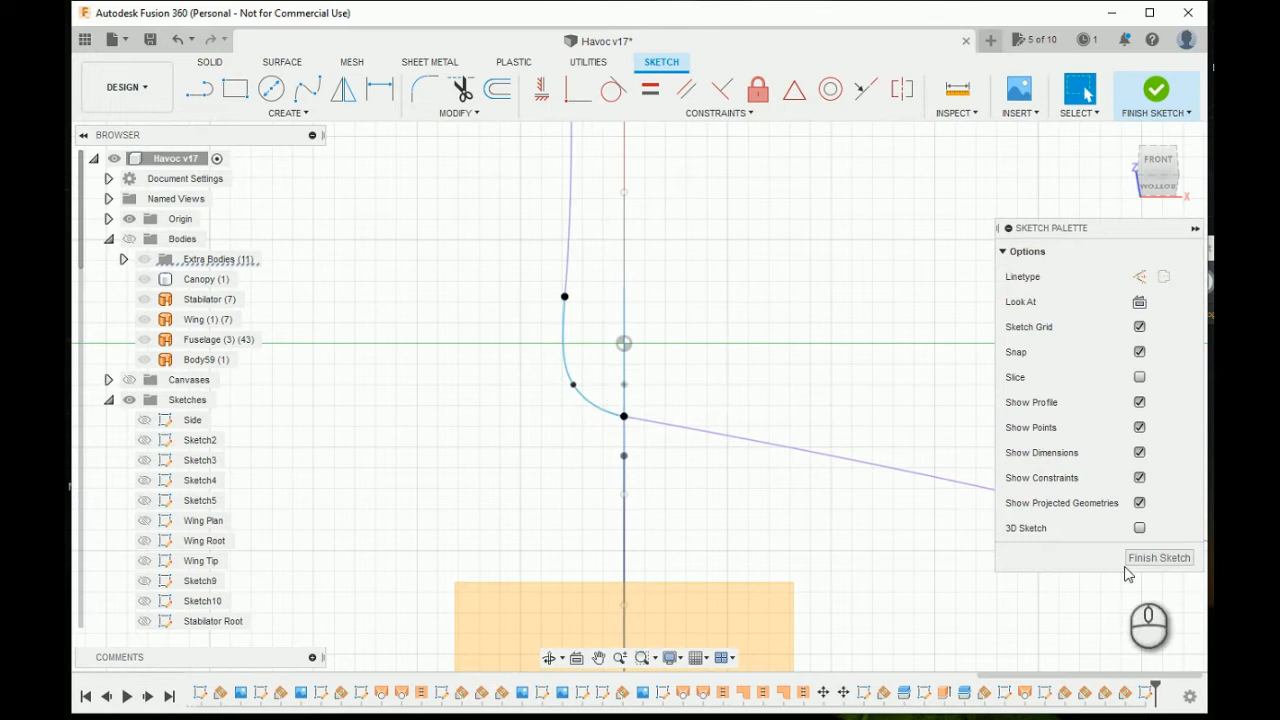 Autodesk Fusion 360 (Personal - Not for Commercial Use)
Havoc v17*
5 of 10
1
SOLID SURFACE MESH SHEET METAL PLASTIC UTILITIES SKETCH
DESIGN
CREATE MODIFY CONSTRAINTS INSPECT INSERT SELECT FINISH SKETCH
BROWSER
Havoc v17
Document Settings
Named Views
Origin
Bodies
Extra Bodies (11)
Canopy (1)
Stabilator (7)
Wing (1) (7)
Fuselage (3) (43)
Body59 (1)
Canvases
Sketches
Side
Sketch2
Sketch3
Sketch4
Sketch5
Wing Plan
Wing Root
Wing Tip
Sketch9
Sketch10
Stabilator Root
COMMENTS
FRONT
BOTTOM
Z
X
SKETCH PALETTE
Options
Linetype
Look At
Sketch Grid
Snap
Slice
Show Profile
Show Points
Show Dimensions
Show Constraints
Show Projected Geometries
3D Sketch
Finish Sketch